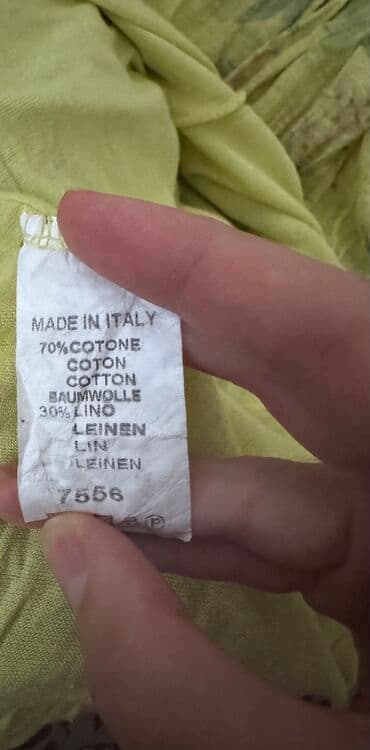 MADE IN ITALY
70%COTONE
COTON
COTTON
BAUMWOLLE
30% LINO
LEINEN
LIN
LEINEN
7556
P